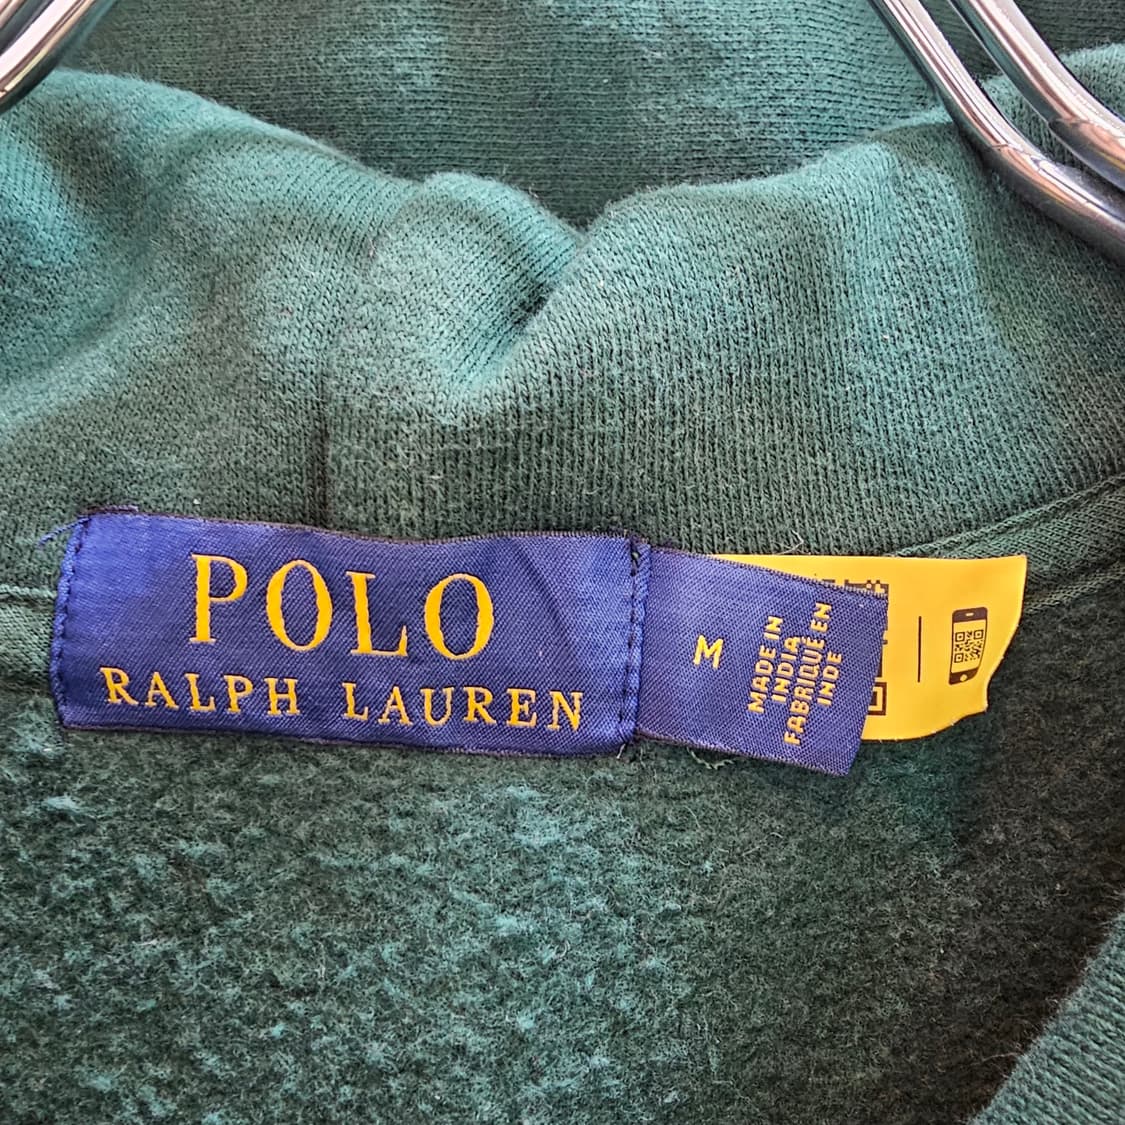 POLO
RALPH LAUREN
M
MADE IN
INDIA
FABRIQUÉ EN
INDE